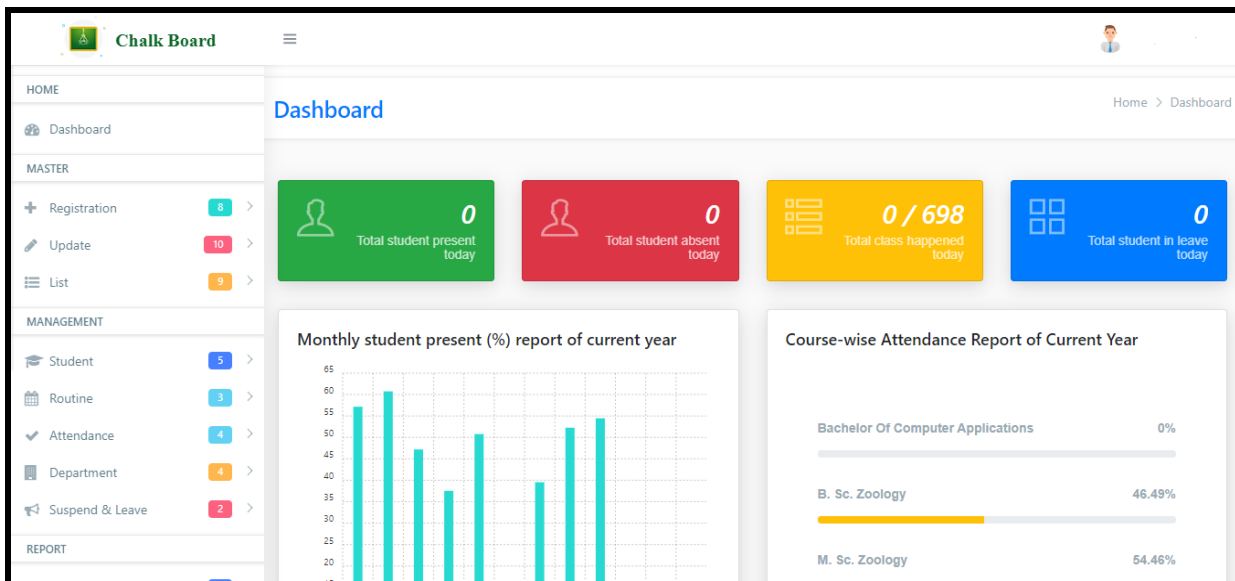 Chalk Board
HOME
Dashboard
MASTER
Registration 8
Update 10
List 9
MANAGEMENT
Student 5
Routine 3
Attendance 4
Department 4
Suspend & Leave 2
REPORT
Dashboard
Home > Dashboard
0
Total student present
today
0
Total student absent
today
0 / 698
Total class happened
today
0
Total student in leave
today
Monthly student present (%) report of current year
65
60
55
50
45
40
35
30
25
20
Course-wise Attendance Report of Current Year
Bachelor Of Computer Applications 0%
B. Sc. Zoology 46.49%
M. Sc. Zoology 54.46%